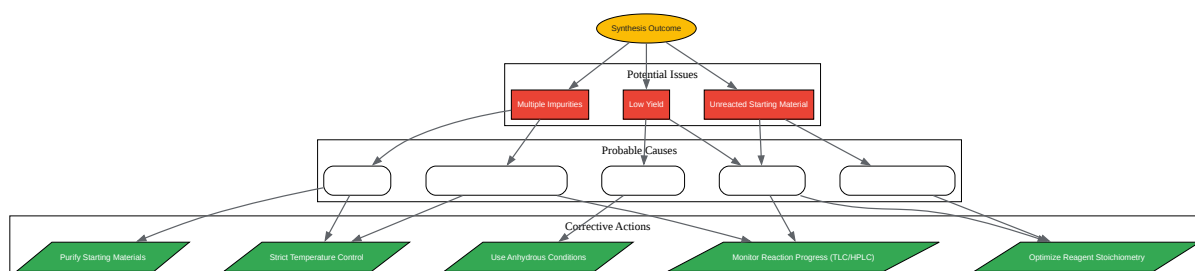 Synthesis Outcome
Potential Issues
Multiple Impurities
Low Yield
Unreacted Starting Material
Probable Causes
Corrective Actions
Purify Starting Materials
Strict Temperature Control
Use Anhydrous Conditions
Monitor Reaction Progress (TLC/HPLC)
Optimize Reagent Stoichiometry